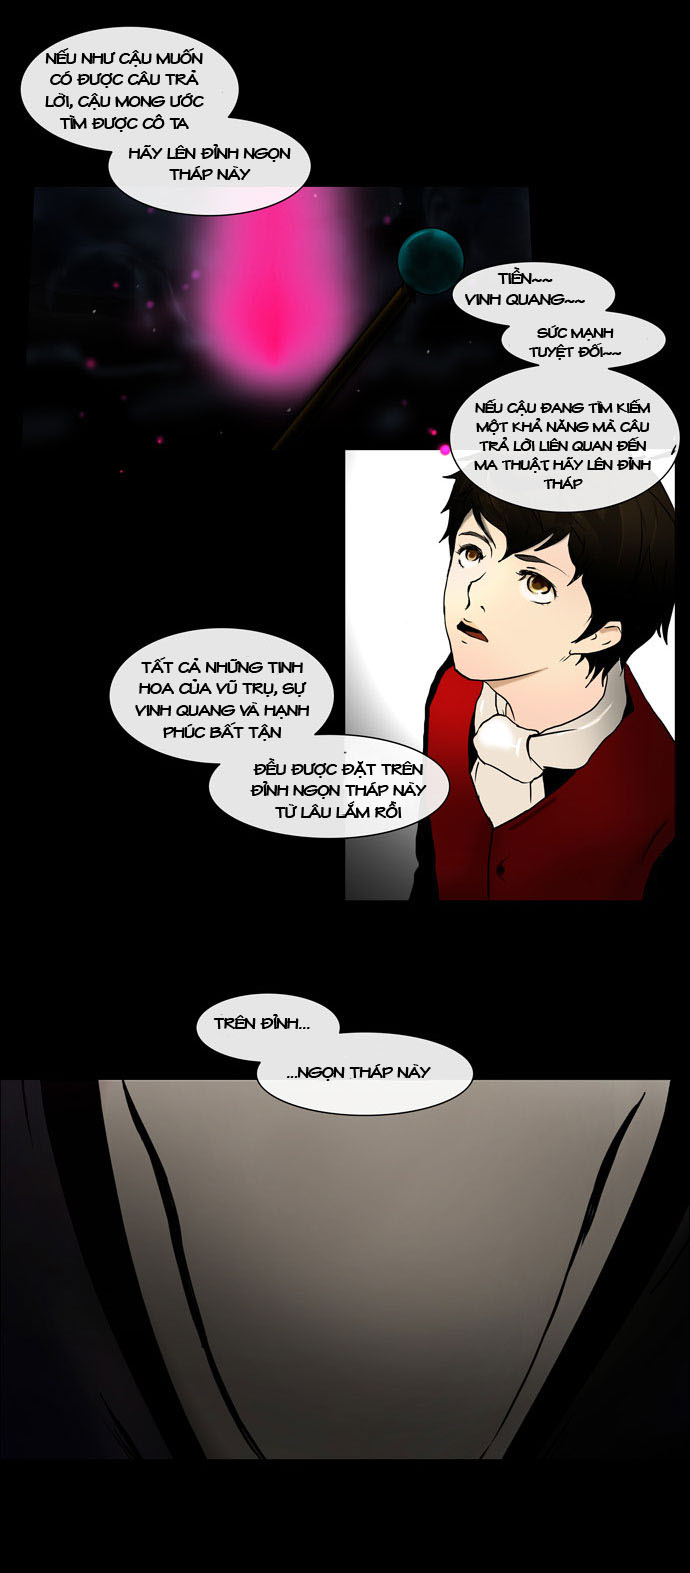 NẾU NHƯ CẬU MUỐN
CÓ ĐƯỢC CÂU TRẢ
LỜI, CẬU MONG ƯỚC
TÌM ĐƯỢC CÔ TA
HÃY LÊN ĐỈNH NGỌN
THÁP NÀY
TIỀN~~
VINH QUANG~~
SỨC MẠNH
TUYỆT ĐỐI~~
NẾU CẬU ĐANG TÌM KIẾM
MỘT KHẢ NĂNG MÀ CÂU
TRẢ LỜI LIÊN QUAN ĐẾN
MA THUẬT, HÃY LÊN ĐỈNH
THÁP
TẤT CẢ NHỮNG TINH
HOA CỦA VŨ TRỤ, SỰ
VINH QUANG VÀ HẠNH
PHÚC BẤT TẬN
ĐỀU ĐƯỢC ĐẶT TRÊN
ĐỈNH NGỌN THÁP NÀY
TỪ LÂU LẮM RỒI
TRÊN ĐỈNH...
...NGỌN THÁP NÀY